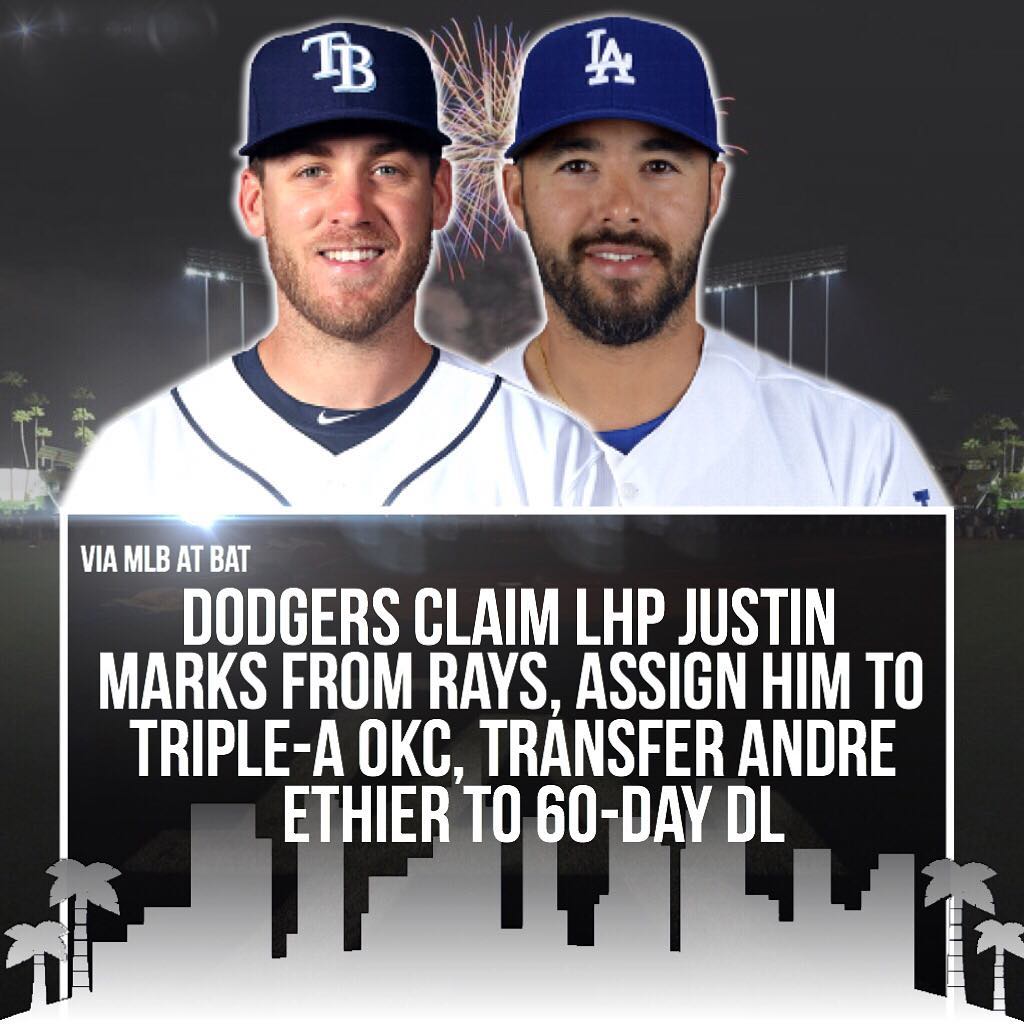 TB
LA
VIA MLB AT BAT
DODGERS CLAIM LHP JUSTIN
MARKS FROM RAYS, ASSIGN HIM TO
TRIPLE-A OKC, TRANSFER ANDRE
ETHIER TO 60-DAY DL